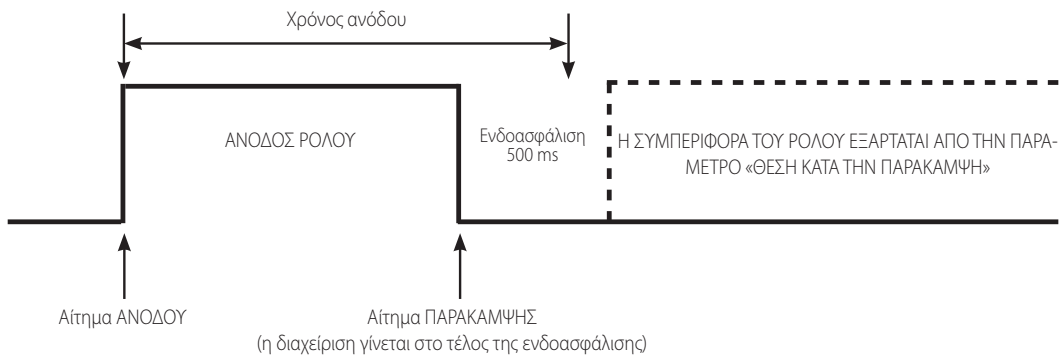 Χρόνος ανόδου
ΑΝΟΔΟΣ ΡΟΛΟΥ
Ενδοασφάλιση
500 ms
Η ΣΥΜΠΕΡΙΦΟΡΑ ΤΟΥ ΡΟΛΟΥ ΕΞΑΡΤΑΤΑΙ ΑΠΟ ΤΗΝ ΠΑΡΑ-
ΜΕΤΡΟ «ΘΕΣΗ ΚΑΤΑ ΤΗΝ ΠΑΡΑΚΑΜΨΗ»
Αίτημα ΑΝΟΔΟΥ
Αίτημα ΠΑΡΑΚΑΜΨΗΣ
(η διαχείριση γίνεται στο τέλος της ενδοασφάλισης)